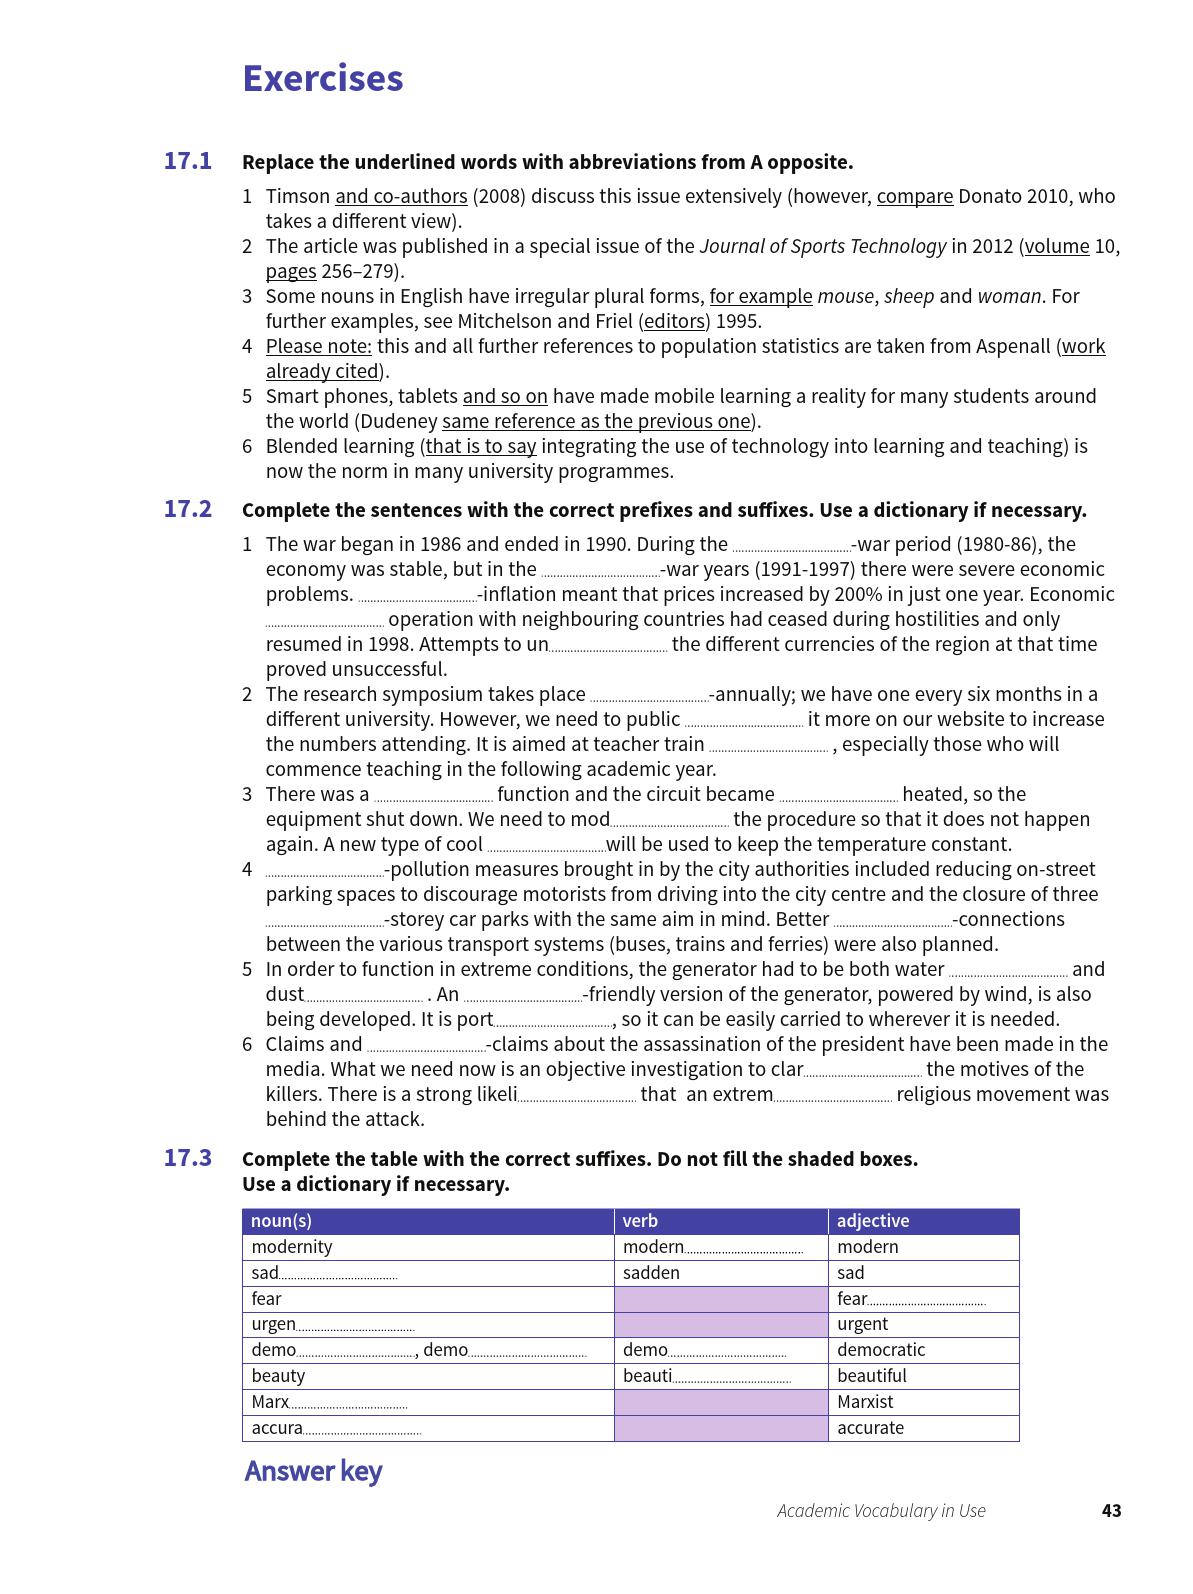 Exercises
17.1 Replace the underlined words with abbreviations from A opposite.
1 Timson and co-authors (2008) discuss this issue extensively (however, compare Donato 2010, who
takes a different view).
2 The article was published in a special issue of the Journal of Sports Technology in 2012 (volume 10,
pages 256–279).
3 Some nouns in English have irregular plural forms, for example mouse, sheep and woman. For
further examples, see Mitchelson and Friel (editors) 1995.
4 Please note: this and all further references to population statistics are taken from Aspenall (work
already cited).
5 Smart phones, tablets and so on have made mobile learning a reality for many students around
the world (Dudeney same reference as the previous one).
6 Blended learning (that is to say integrating the use of technology into learning and teaching) is
now the norm in many university programmes.
17.2 Complete the sentences with the correct prefixes and suffixes. Use a dictionary if necessary.
1 The war began in 1986 and ended in 1990. During the ........................................-war period (1980-86), the
economy was stable, but in the ........................................-war years (1991-1997) there were severe economic
problems. ........................................-inflation meant that prices increased by 200% in just one year. Economic
........................................ operation with neighbouring countries had ceased during hostilities and only
resumed in 1998. Attempts to un........................................ the different currencies of the region at that time
proved unsuccessful.
2 The research symposium takes place ........................................-annually; we have one every six months in a
different university. However, we need to public ........................................ it more on our website to increase
the numbers attending. It is aimed at teacher train ........................................ , especially those who will
commence teaching in the following academic year.
3 There was a ........................................ function and the circuit became ........................................ heated, so the
equipment shut down. We need to mod........................................ the procedure so that it does not happen
again. A new type of cool ........................................will be used to keep the temperature constant.
4 ........................................-pollution measures brought in by the city authorities included reducing on-street
parking spaces to discourage motorists from driving into the city centre and the closure of three
........................................-storey car parks with the same aim in mind. Better ........................................-connections
between the various transport systems (buses, trains and ferries) were also planned.
5 In order to function in extreme conditions, the generator had to be both water ........................................ and
dust........................................ . An ........................................-friendly version of the generator, powered by wind, is also
being developed. It is port........................................, so it can be easily carried to wherever it is needed.
6 Claims and ........................................-claims about the assassination of the president have been made in the
media. What we need now is an objective investigation to clar........................................ the motives of the
killers. There is a strong likeli........................................ that an extrem........................................ religious movement was
behind the attack.
17.3 Complete the table with the correct suffixes. Do not fill the shaded boxes.
Use a dictionary if necessary.
noun(s) verb adjective
modernity modern........................................ modern
sad........................................ sadden sad
fear fear........................................
urgen........................................ urgent
demo........................................, demo........................................ demo........................................ democratic
beauty beauti........................................ beautiful
Marx........................................ Marxist
accura........................................ accurate
Answer key
Academic Vocabulary in Use 43